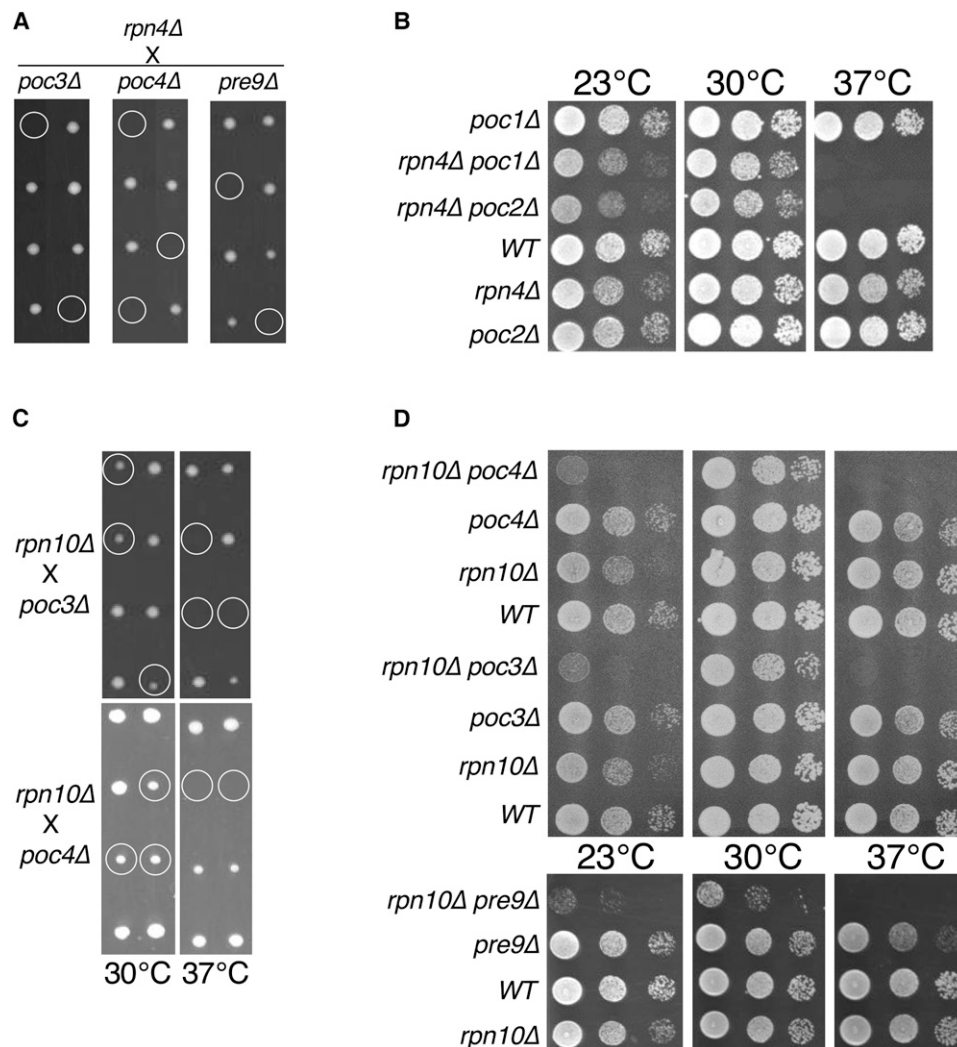 A
rpn4Δ
X
poc3Δ poc4Δ pre9Δ
B
23°C 30°C 37°C
poc1Δ
rpn4Δ poc1Δ
rpn4Δ poc2Δ
WT
rpn4Δ
poc2Δ
C
rpn10Δ
X
poc3Δ
rpn10Δ
X
poc4Δ
30°C 37°C
D
rpn10Δ poc4Δ
poc4Δ
rpn10Δ
WT
rpn10Δ poc3Δ
poc3Δ
rpn10Δ
WT
23°C 30°C 37°C
rpn10Δ pre9Δ
pre9Δ
WT
rpn10Δ